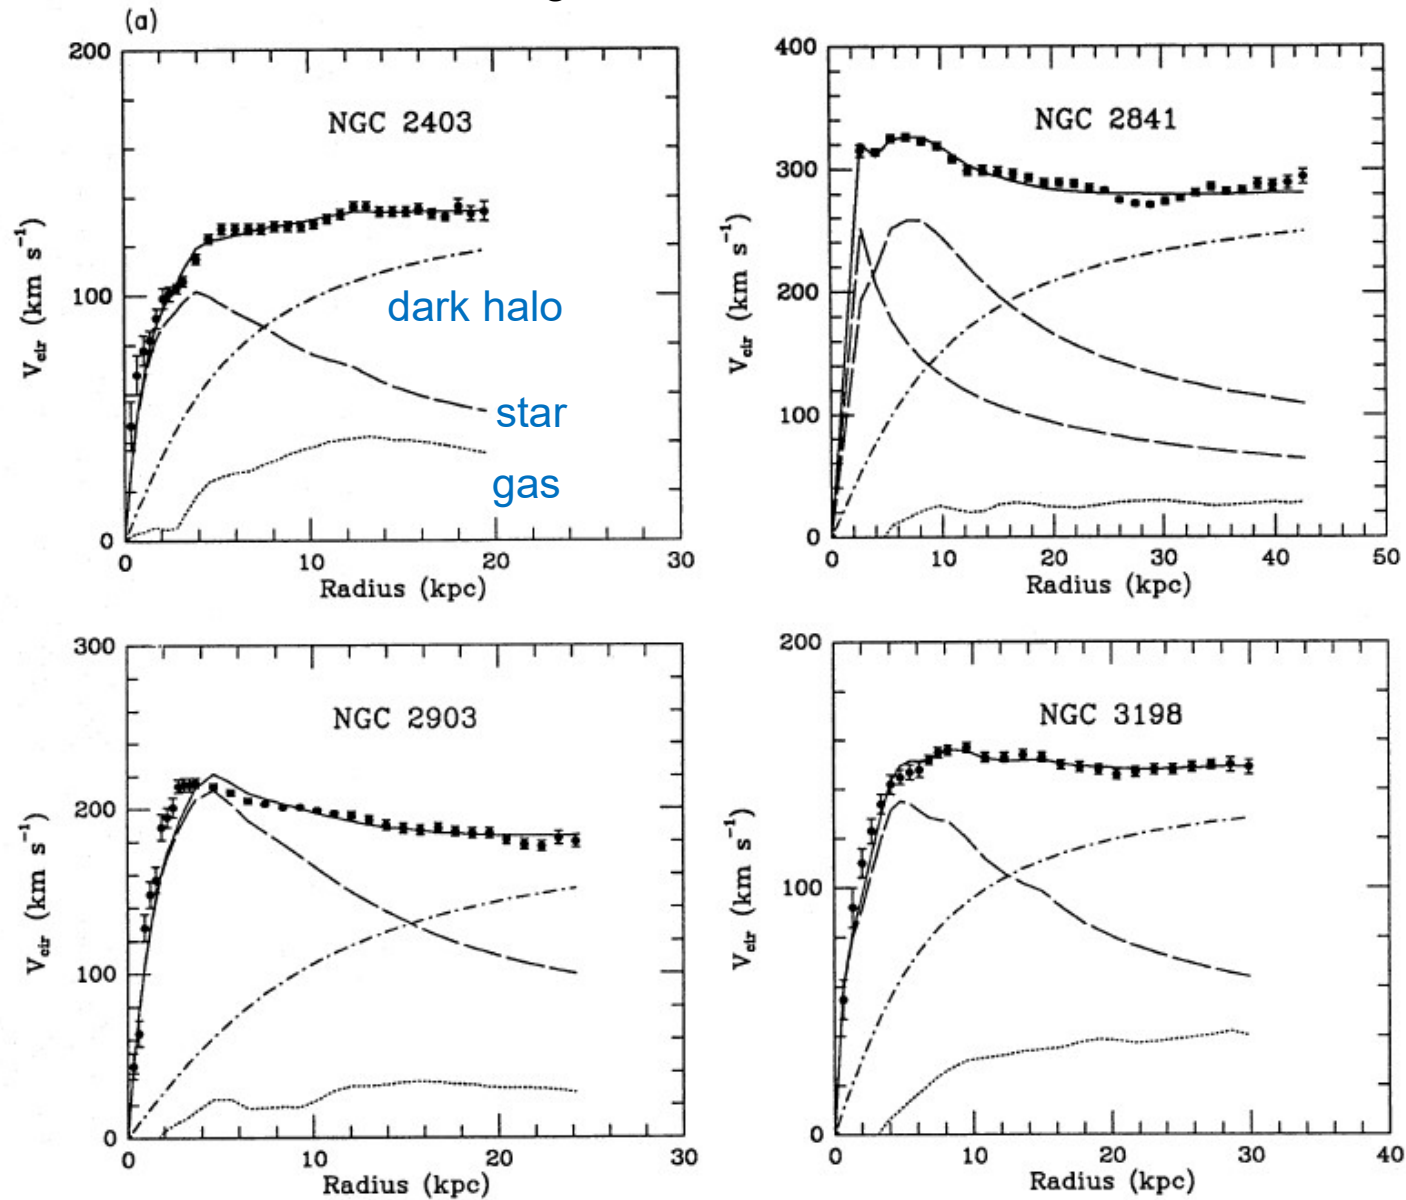 (a)
NGC 2403
200
100
0
V_cir (km s⁻¹)
dark halo
star
gas
0 10 20 30
Radius (kpc)
NGC 2841
400
300
200
100
0
V_cir (km s⁻¹)
0 10 20 30 40 50
Radius (kpc)
NGC 2903
300
200
100
0
V_cir (km s⁻¹)
0 10 20 30
Radius (kpc)
NGC 3198
200
100
0
V_cir (km s⁻¹)
0 10 20 30 40
Radius (kpc)